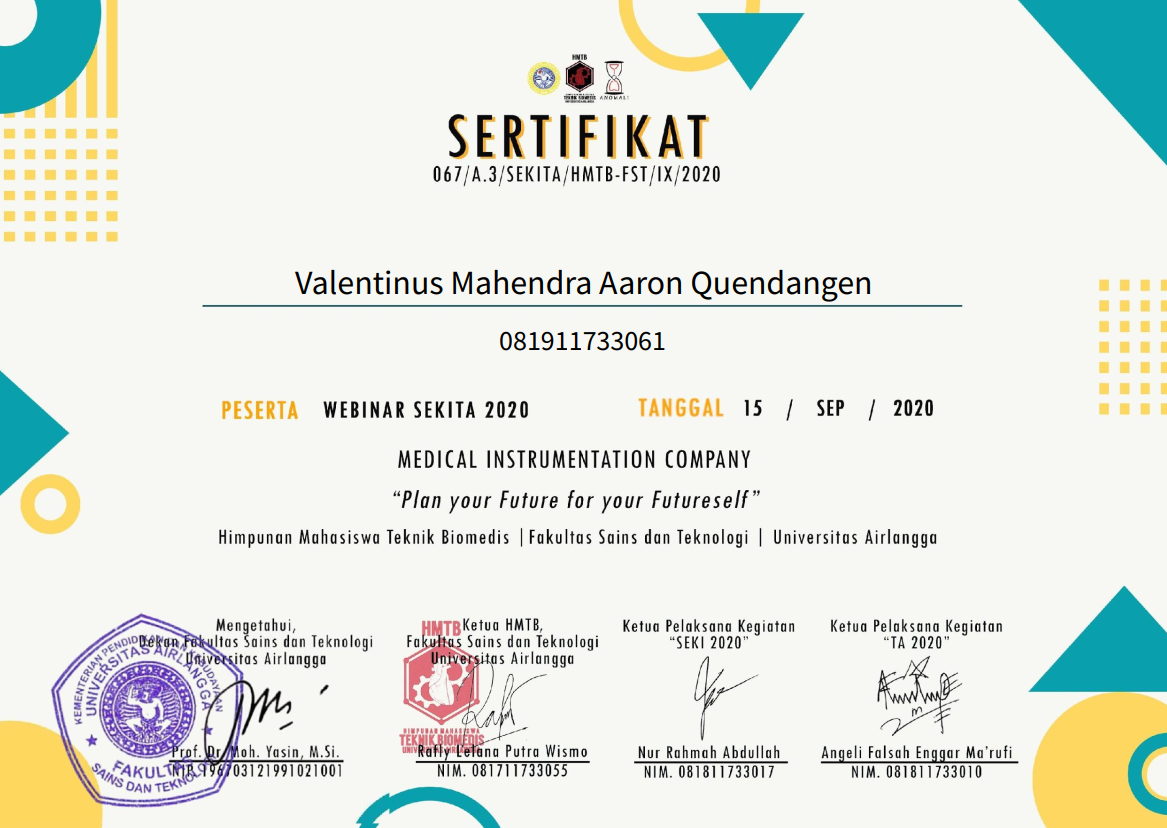 HMTB
TEKNIK BIOMEDIS
ANOMALI
SERTIFIKAT
067/A.3/SEKITA/HMTB-FST/IX/2020
Valentinus Mahendra Aaron Quendangen
081911733061
PESERTA WEBINAR SEKITA 2020 TANGGAL 15 / SEP / 2020
MEDICAL INSTRUMENTATION COMPANY
“Plan your Future for your Futureself”
Himpunan Mahasiswa Teknik Biomedis | Fakultas Sains dan Teknologi | Universitas Airlangga
Mengetahui,
Dekan Fakultas Sains dan Teknologi
Universitas Airlangga
Prof. Dr. Moh. Yasin, M.Si.
NIP. 196703121991021001
KEMENTERIAN PENDIDIKAN DAN KEBUDAYAAN
UNIVERSITAS AIRLANGGA
FAKULTAS
SAINS DAN TEKNOLOGI
Ketua HMTB,
Fakultas Sains dan Teknologi
Universitas Airlangga
HMTB
HIMPUNAN MAHASISWA
TEKNIK BIOMEDIS
Rafly Lelana Putra Wismo
NIM. 081711733055
Ketua Pelaksana Kegiatan
“SEKI 2020”
Nur Rahmah Abdullah
NIM. 081811733017
Ketua Pelaksana Kegiatan
“TA 2020”
Angeli Falsah Enggar Ma'rufi
NIM. 081811733010